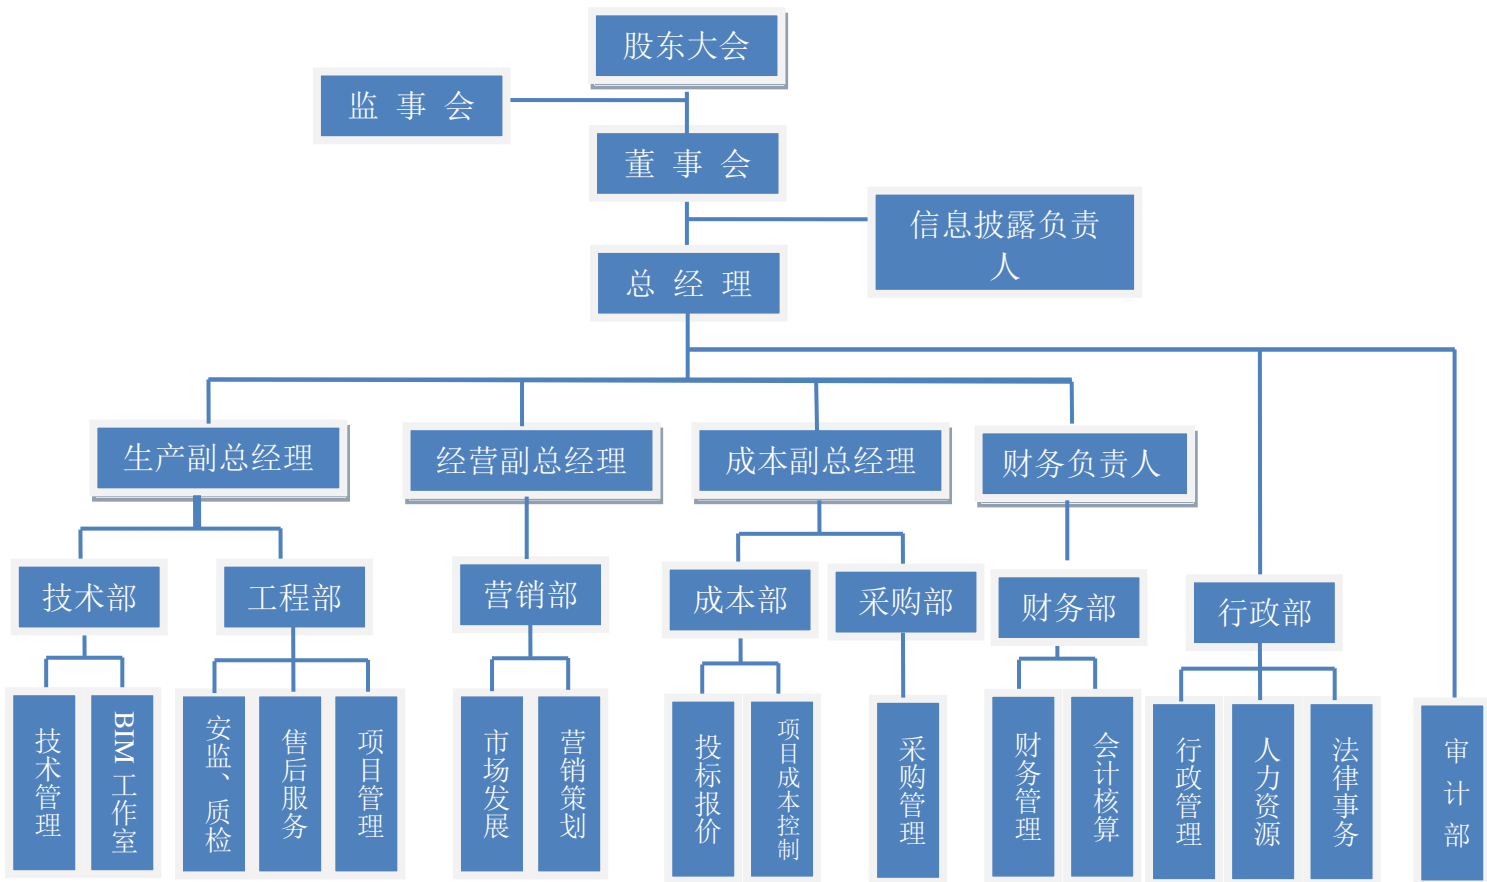 股东大会
监 事 会
董 事 会
信息披露负责
人
总 经 理
生产副总经理
经营副总经理
成本副总经理
财务负责人
技术部
工程部
营销部
成本部
采购部
财务部
行政部
技术管理
BIM 工作室
安监、质检
售后服务
项目管理
市场发展
营销策划
投标报价
项目成本控制
采购管理
财务管理
会计核算
行政管理
人力资源
法律事务
审计部